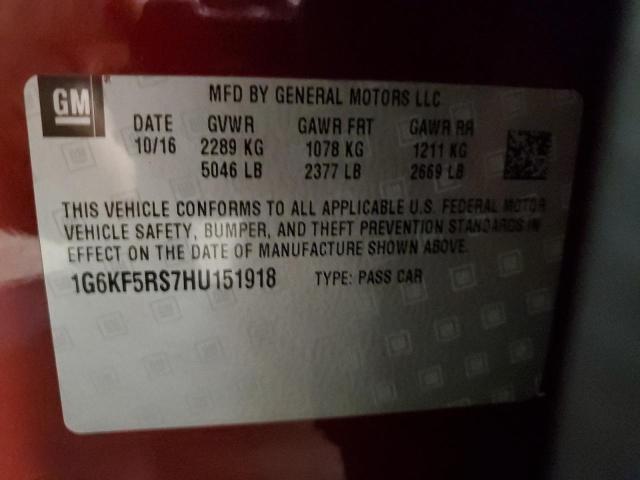 GM
MFD BY GENERAL MOTORS LLC
DATE GVWR GAWR FRT GAWR RR
10/16 2289 KG 1078 KG 1211 KG
5046 LB 2377 LB 2669 LB
THIS VEHICLE CONFORMS TO ALL APPLICABLE U.S. FEDERAL MOTOR
VEHICLE SAFETY, BUMPER, AND THEFT PREVENTION STANDARDS IN
EFFECT ON THE DATE OF MANUFACTURE SHOWN ABOVE.
1G6KF5RS7HU151918 TYPE: PASS CAR